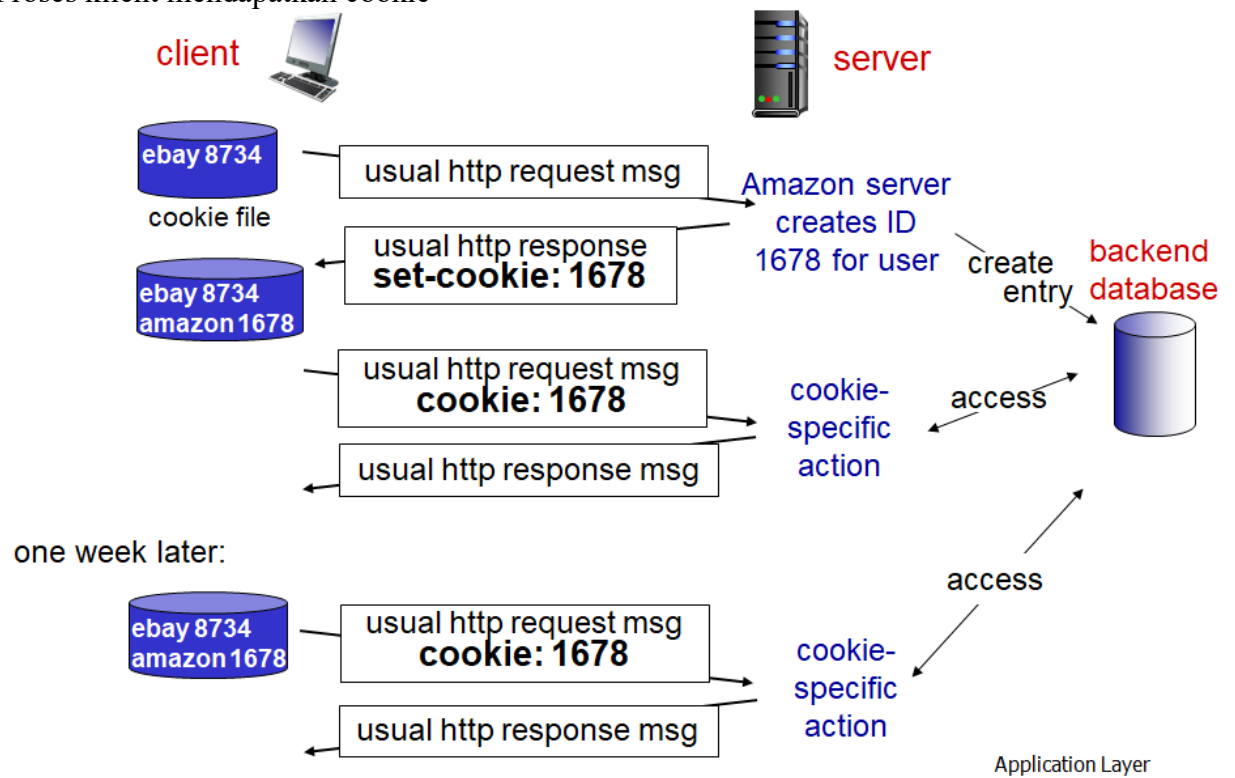 klient mendapatkan cookie
client
server
ebay 8734
cookie file
usual http request msg
Amazon server
creates ID
1678 for user
usual http response
set-cookie: 1678
create
entry
backend
database
ebay 8734
amazon 1678
usual http request msg
cookie: 1678
cookie-
specific
action
access
usual http response msg
one week later:
access
ebay 8734
amazon 1678
usual http request msg
cookie: 1678
cookie-
specific
action
usual http response msg
Application Layer